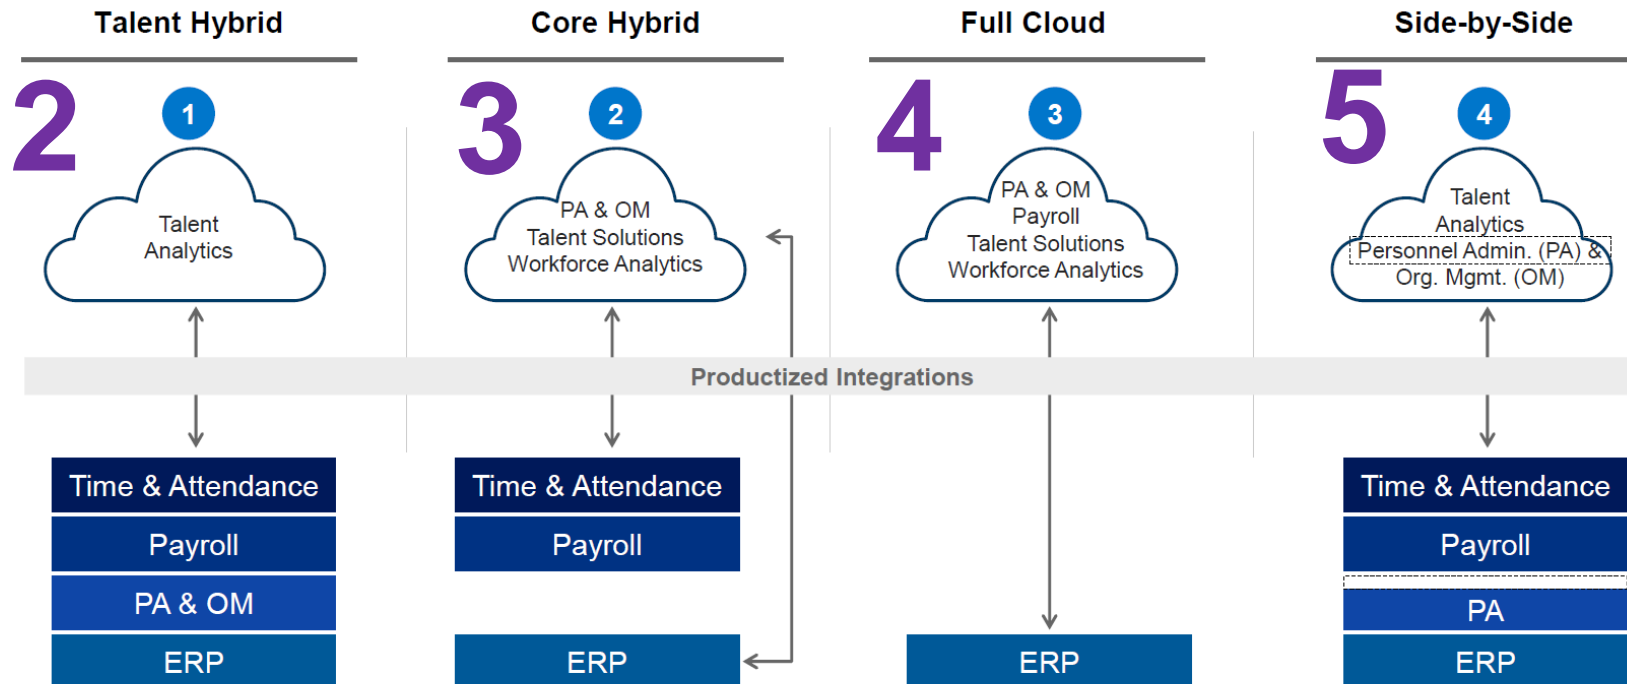 Talent Hybrid
2
1
Talent
Analytics
Time & Attendance
Payroll
PA & OM
ERP
Core Hybrid
3
2
PA & OM
Talent Solutions
Workforce Analytics
Time & Attendance
Payroll
ERP
Full Cloud
4
3
PA & OM
Payroll
Talent Solutions
Workforce Analytics
ERP
Side-by-Side
5
4
Talent
Analytics
Personnel Admin. (PA) &
Org. Mgmt. (OM)
Time & Attendance
Payroll
PA
ERP
Productized Integrations